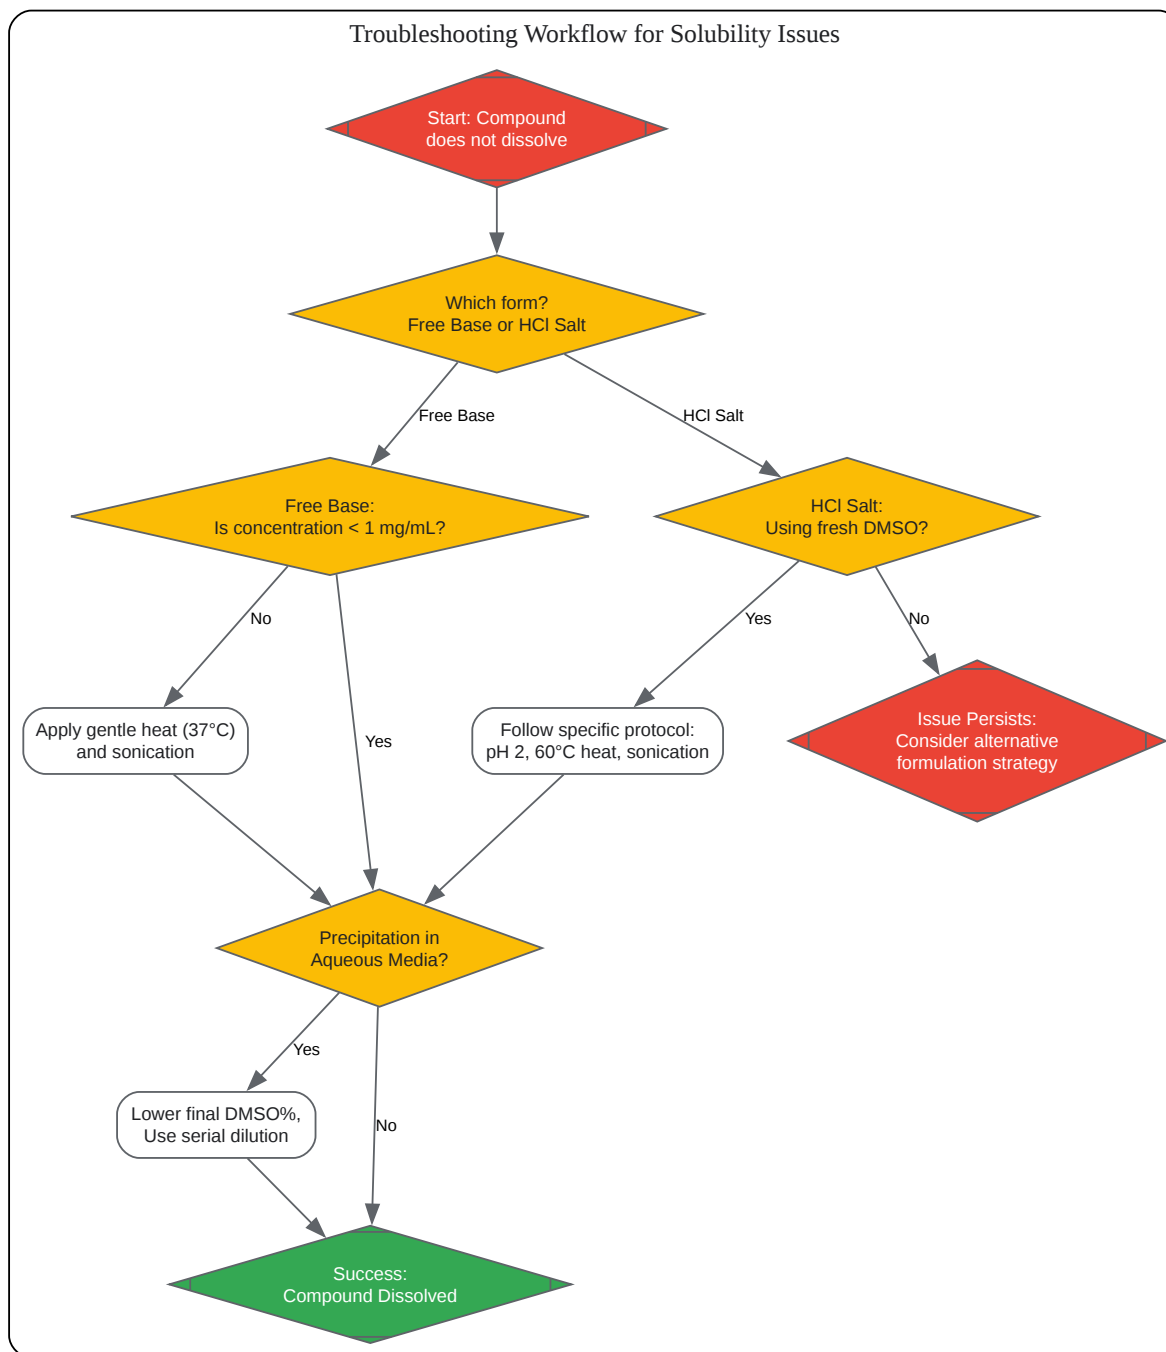 Troubleshooting Workflow for Solubility Issues
Start: Compound
does not dissolve
Which form?
Free Base or HCl Salt
Free Base
HCl Salt
Free Base:
Is concentration < 1 mg/mL?
HCl Salt:
Using fresh DMSO?
No
Yes
Yes
No
Apply gentle heat (37°C)
and sonication
Follow specific protocol:
pH 2, 60°C heat, sonication
Issue Persists:
Consider alternative
formulation strategy
Precipitation in
Aqueous Media?
Yes
No
Lower final DMSO%,
Use serial dilution
Success:
Compound Dissolved